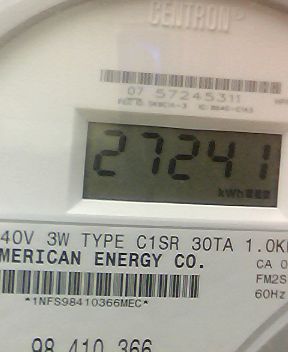 CENTRON
07 57245311
27241
kWh
40V 3W TYPE C1SR 30TA 1.0K
MERICAN ENERGY CO.
CA 0
FM2S
60Hz
*1NFS98410366MEC*
98 410 366